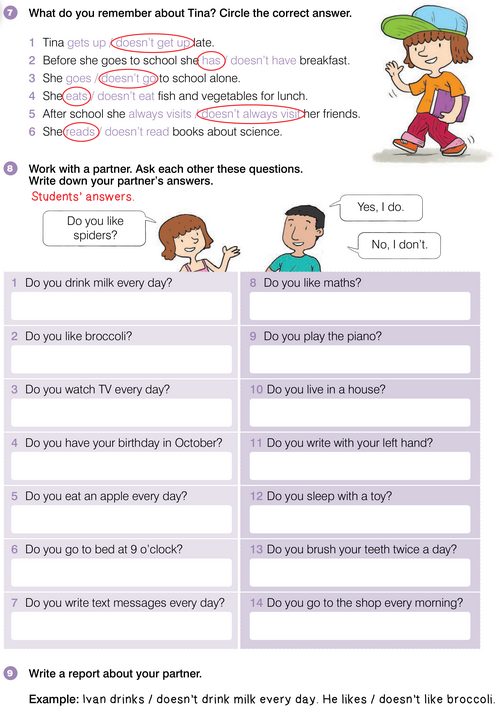 7 What do you remember about Tina? Circle the correct answer.
1 Tina gets up / doesn't get up late.
2 Before she goes to school she has / doesn't have breakfast.
3 She goes / doesn't go to school alone.
4 She eats / doesn't eat fish and vegetables for lunch.
5 After school she always visits / doesn't always visit her friends.
6 She reads / doesn't read books about science.
8 Work with a partner. Ask each other these questions.
Write down your partner's answers.
Students' answers.
Do you like
spiders?
Yes, I do.
No, I don't.
1 Do you drink milk every day?
2 Do you like broccoli?
3 Do you watch TV every day?
4 Do you have your birthday in October?
5 Do you eat an apple every day?
6 Do you go to bed at 9 o'clock?
7 Do you write text messages every day?
8 Do you like maths?
9 Do you play the piano?
10 Do you live in a house?
11 Do you write with your left hand?
12 Do you sleep with a toy?
13 Do you brush your teeth twice a day?
14 Do you go to the shop every morning?
9 Write a report about your partner.
Example: Ivan drinks / doesn't drink milk every day. He likes / doesn't like broccoli.